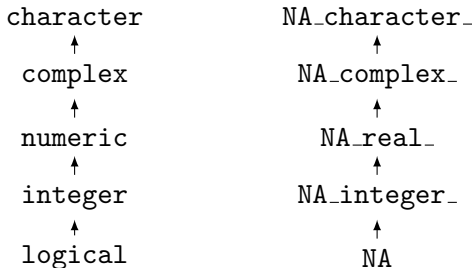 character NA_character_
complex NA_complex_
numeric NA_real_
integer NA_integer_
logical NA